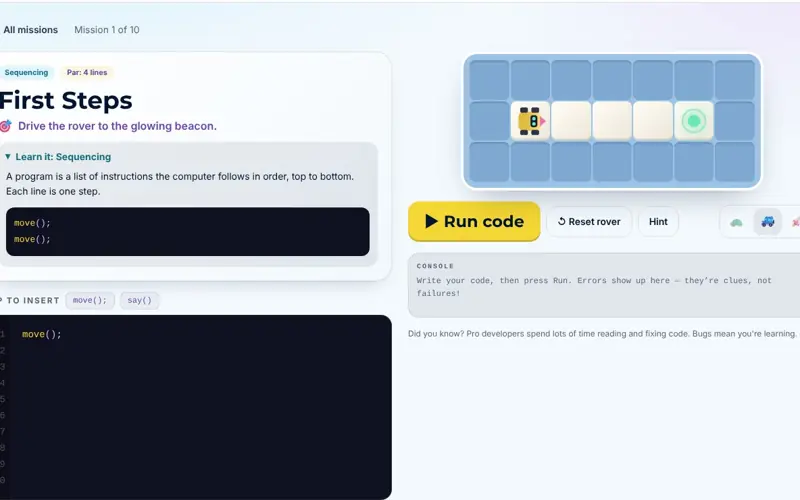 All missions Mission 1 of 10
Sequencing Par: 4 lines
First Steps
Drive the rover to the glowing beacon.
▼ Learn it: Sequencing
A program is a list of instructions the computer follows in order, top to bottom.
Each line is one step.
move();
move();
P TO INSERT move(); say()
1 move();
2
3
4
5
6
7
8
9
0
▶ Run code ↺ Reset rover Hint
CONSOLE
Write your code, then press Run. Errors show up here — they're clues, not
failures!
Did you know? Pro developers spend lots of time reading and fixing code. Bugs mean you're learning.